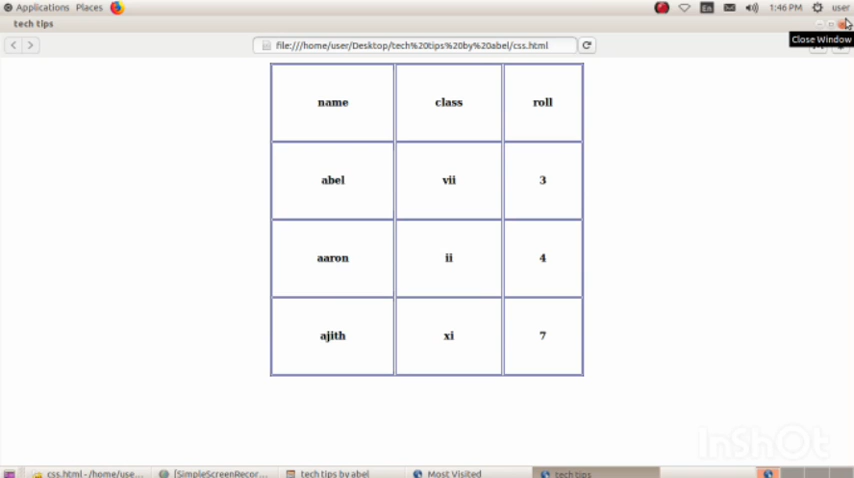 Applications Places En 1:46 PM user
tech tips
file:///home/user/Desktop/tech%20tips%20by%20abel/css.html
Close Window
name class roll
abel vii 3
aaron ii 4
ajith xi 7
InShOt
css.html - /home/use... [SimpleScreenRecor... tech tips by abel Most Visited tech tips